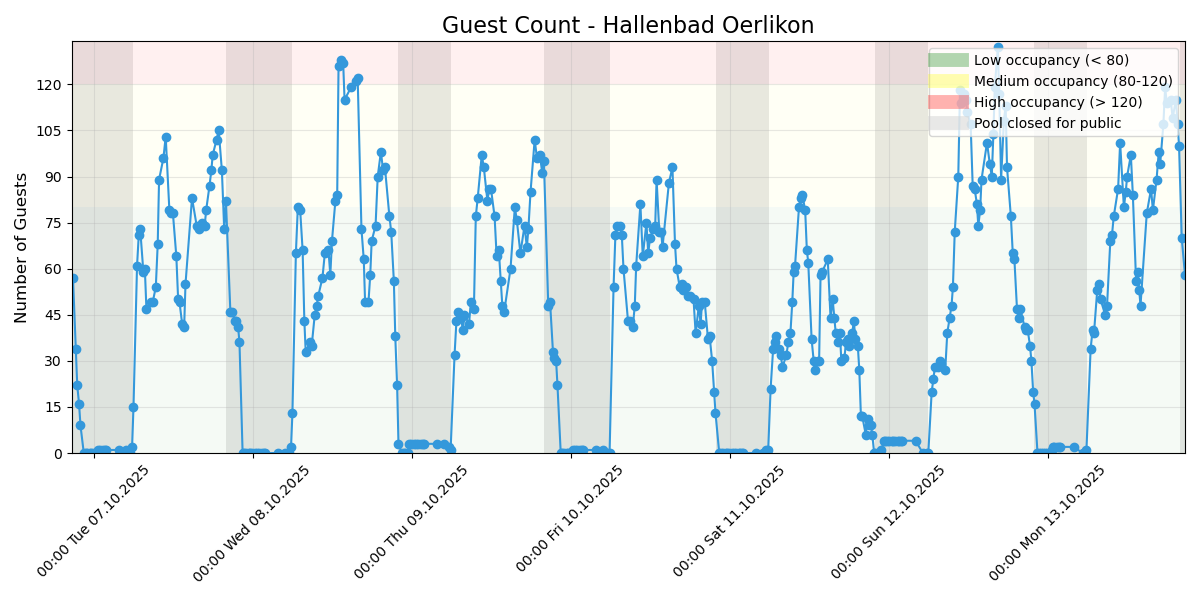 Guest Count - Hallenbad Oerlikon
Number of Guests
120
105
90
75
60
45
30
15
0
Low occupancy (< 80)
Medium occupancy (80-120)
High occupancy (> 120)
Pool closed for public
00:00 Tue 07.10.2025
00:00 Wed 08.10.2025
00:00 Thu 09.10.2025
00:00 Fri 10.10.2025
00:00 Sat 11.10.2025
00:00 Sun 12.10.2025
00:00 Mon 13.10.2025